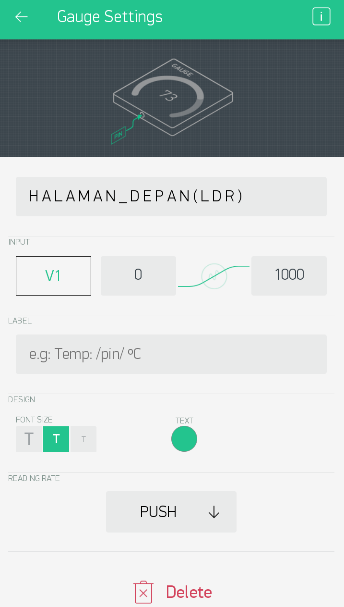 Gauge Settings
i
GAUGE
73
PIN
HALAMAN_DEPAN(LDR)
INPUT
V1 0 1000
LABEL
e.g: Temp: /pin/ ºC
DESIGN
FONT SIZE TEXT
T T T
READING RATE
PUSH
Delete